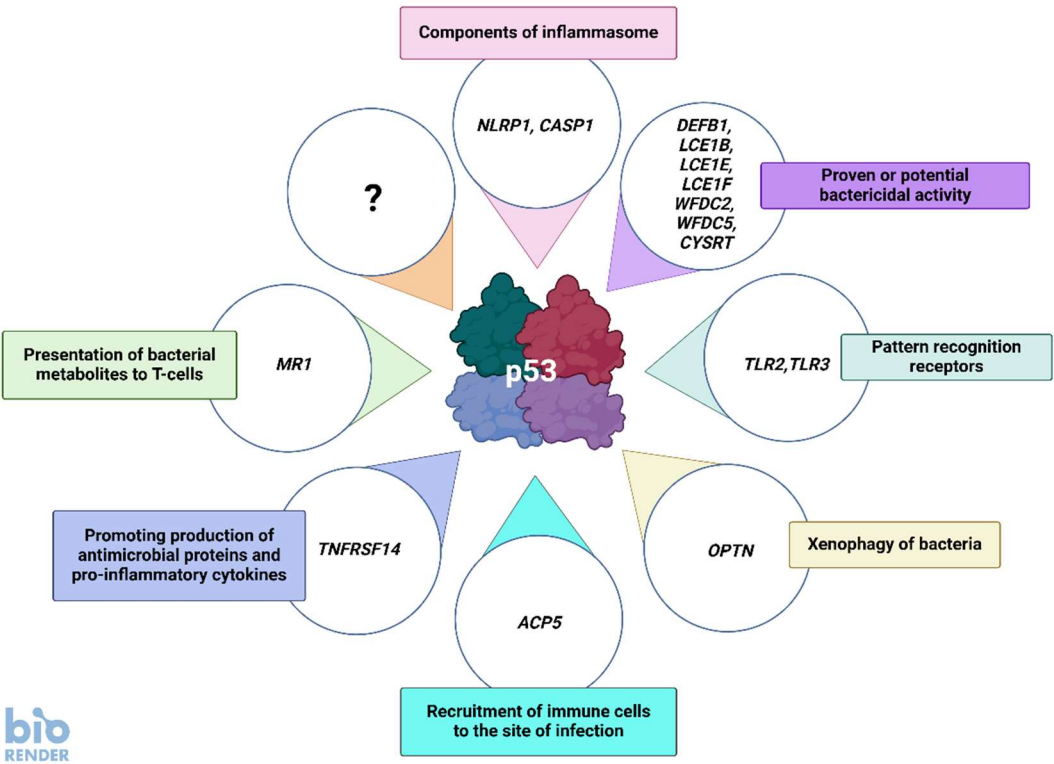 Components of inflammasome
NLRP1, CASP1
DEFB1,
LCE1B,
LCE1E,
LCE1F
WFDC2,
WFDC5,
CYSRT
Proven or potential
bactericidal activity
?
Presentation of bacterial
metabolites to T-cells
MR1
p53
TLR2,TLR3
Pattern recognition
receptors
Promoting production of
antimicrobial proteins and
pro-inflammatory cytokines
TNFRSF14
OPTN
Xenophagy of bacteria
ACP5
Recruitment of immune cells
to the site of infection
bio
RENDER